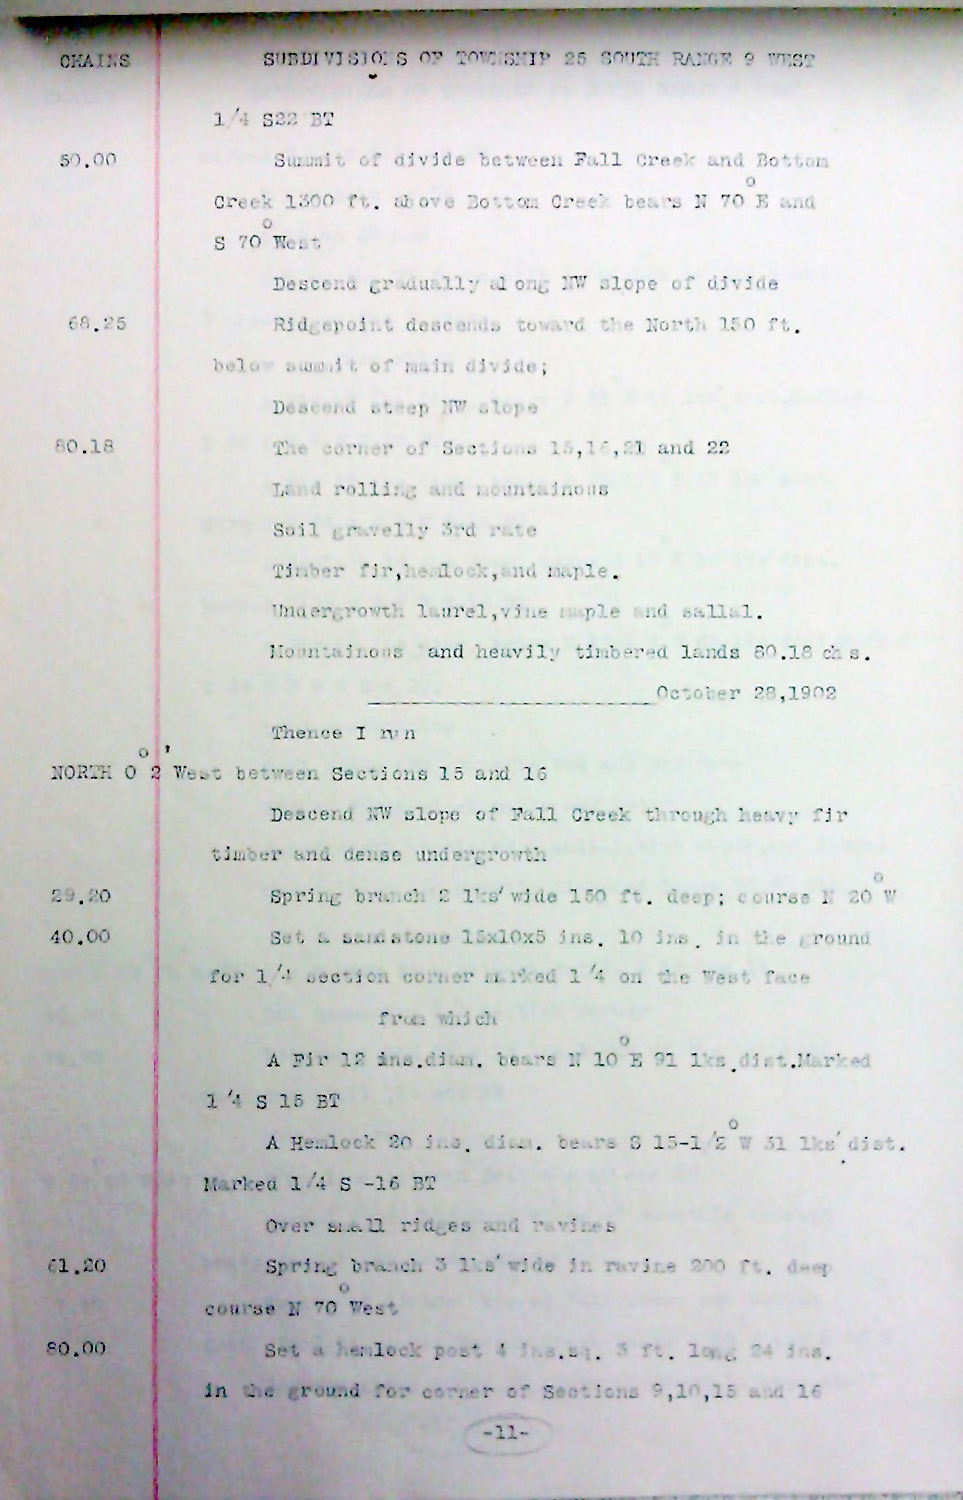 CHAINS SUBDIVISIONS OF TOWNSHIP 25 SOUTH RANGE 9 WEST
1/4 S22 BT
50.00 Summit of divide between Fall Creek and Bottom
Creek 1300 ft. above Bottom Creek bears N 70° E and
S 70° West
Descend gradually along NW slope of divide
68.25 Ridgepoint descends toward the North 150 ft.
below summit of main divide;
Descend steep NW slope
80.18 The corner of Sections 15,16,21 and 22
Land rolling and mountainous
Soil gravelly 3rd rate
Timber fir,hemlock,and maple.
Undergrowth laurel,vine maple and sallal.
Mountainous and heavily timbered lands 80.18 chs.
October 28,1902
Thence I run
NORTH 0° 2' West between Sections 15 and 16
Descend NW slope of Fall Creek through heavy fir
timber and dense undergrowth
29.20 Spring branch 2 lks' wide 150 ft. deep; course N 20° W
40.00 Set a sandstone 15x10x5 ins. 10 ins. in the ground
for 1/4 section corner marked 1/4 on the West face
from which
A Fir 12 ins.diam. bears N 10° E 91 lks.dist.Marked
1/4 S 15 BT
A Hemlock 20 ins. diam. bears S 15-1/2° W 31 lks' dist.
Marked 1/4 S -16 BT
Over small ridges and ravines
61.20 Spring branch 3 lks' wide in ravine 200 ft. deep
course N 70° West
80.00 Set a hemlock post 4 ins.sq. 3 ft. long 24 ins.
in the ground for corner of Sections 9,10,15 and 16
-11-